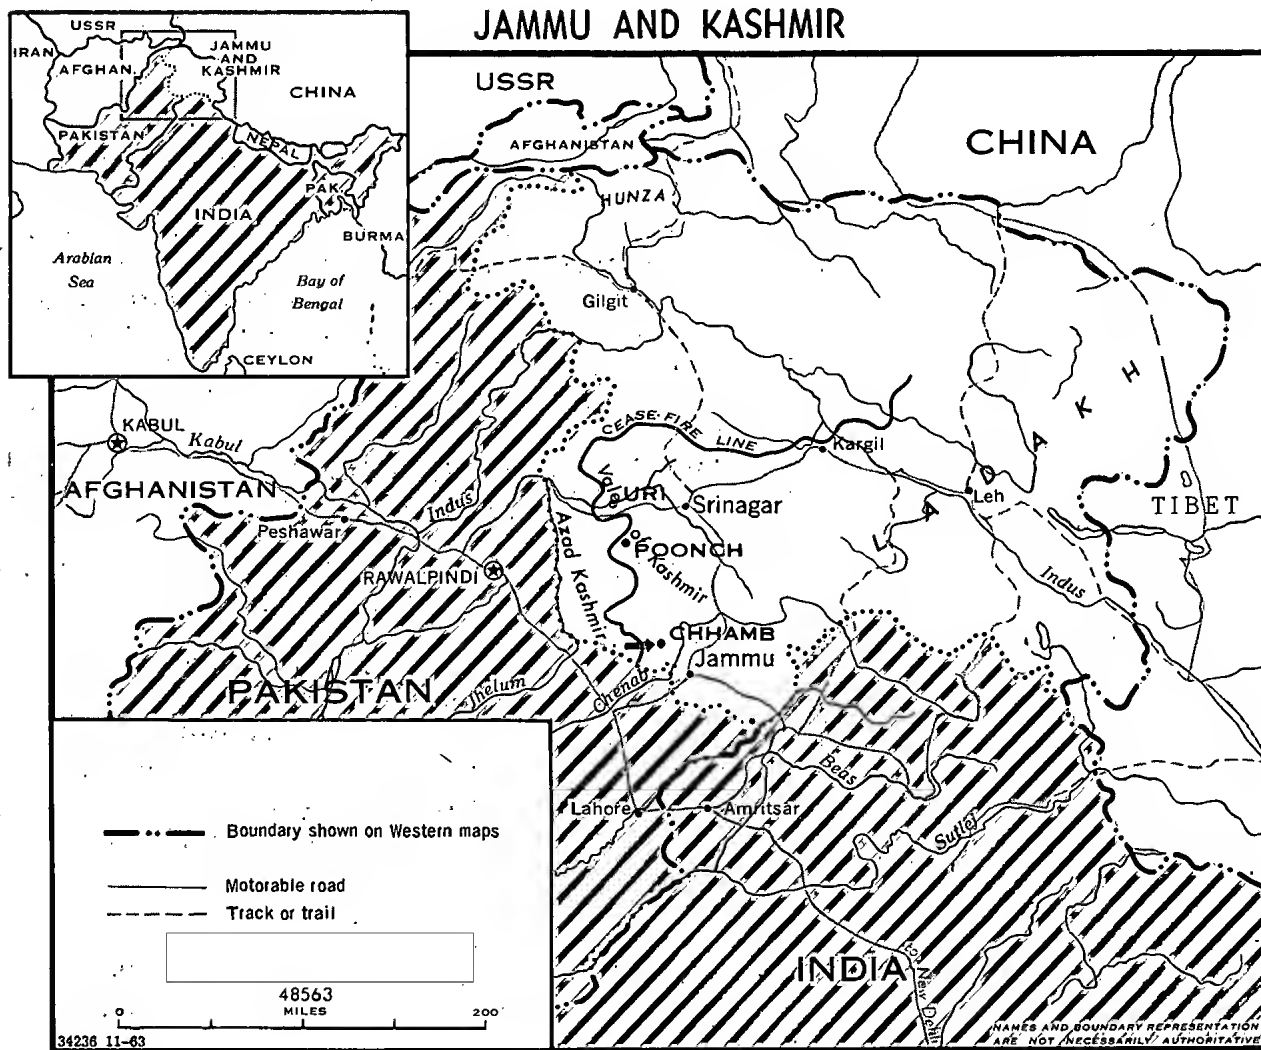 JAMMU AND KASHMIR
USSR
IRAN
AFGHAN.
JAMMU
AND
KASHMIR
CHINA
PAKISTAN
NEPAL
PAK.
INDIA
BURMA
Arabian
Sea
Bay of
Bengal
CEYLON
USSR
AFGHANISTAN
CHINA
HUNZA
Gilgit
KABUL
Kabul
CEASE-FIRE LINE
Kargil
LADAKH
AFGHANISTAN
Indus
Vale of Kashmir
URI
Srinagar
Leh
TIBET
Peshawar
Azad Kashmir
POONCH
RAWALPINDI
Indus
CHHAMB
Jammu
PAKISTAN
Jhelum
Chenab
Beas
Lahore
Amritsar
Sutlej
Boundary shown on Western maps
Motorable road
Track or trail
INDIA
to New Delhi
48563
MILES
0
200
34236 11-63
NAMES AND BOUNDARY REPRESENTATION
ARE NOT NECESSARILY AUTHORITATIVE